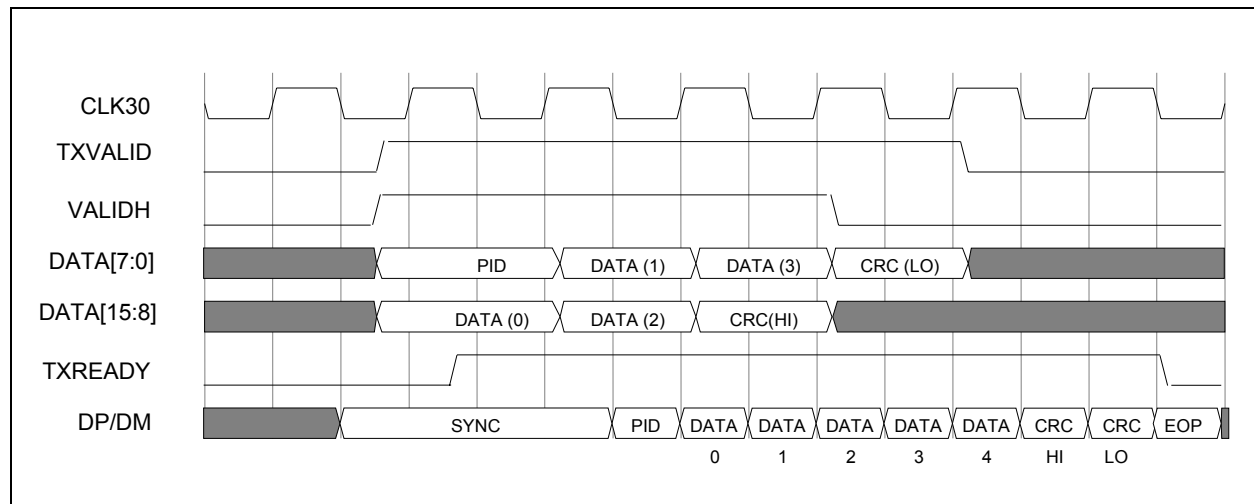 CLK30
TXVALID
VALIDH
DATA[7:0] PID DATA (1) DATA (3) CRC (LO)
DATA[15:8] DATA (0) DATA (2) CRC(HI)
TXREADY
DP/DM SYNC PID DATA DATA DATA DATA DATA CRC CRC EOP
0 1 2 3 4 HI LO